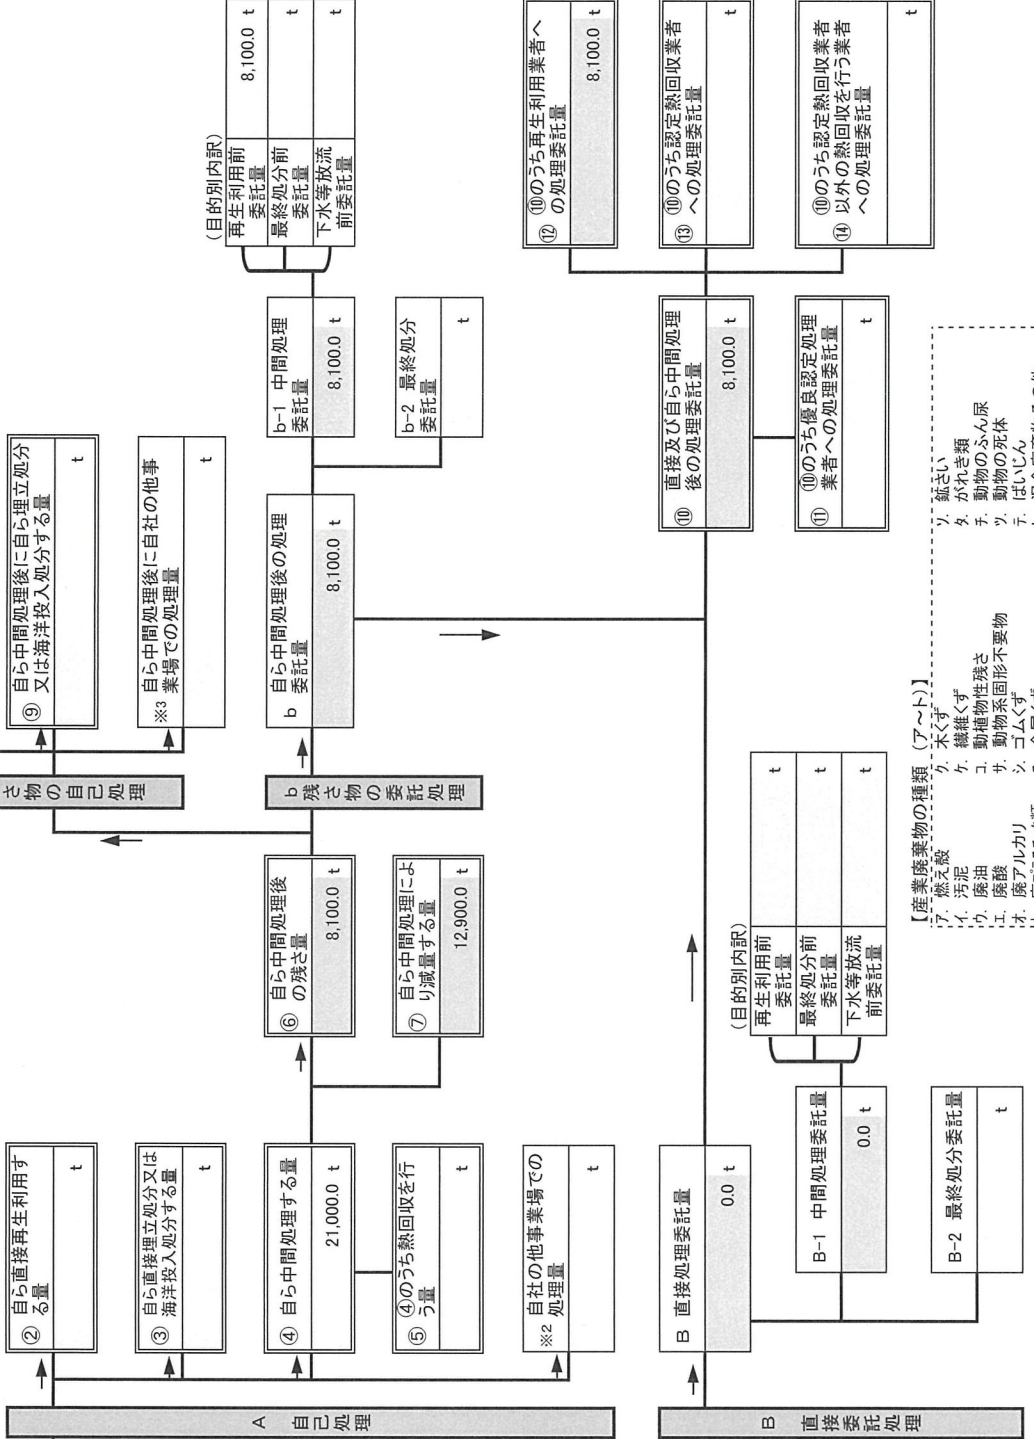 A 自己処理
② 自ら直接再生利用す
る量
t
③ 自ら直接埋立処分又は
海洋投入処分する量
t
④ 自ら中間処理する量
21,000.0 t
⑤ ④のうち熱回収を行
う量
t
※2 自社の他事業場での
処理量
t
⑥ 自ら中間処理後
の残さ量
8,100.0 t
⑦ 自ら中間処理によ
り減量する量
12,900.0 t
さ物の自己処理
⑨ 自ら中間処理後に自ら埋立処分
又は海洋投入処分する量
t
※3 自ら中間処理後に自社の他事
業場での処理量
t
b 残さ物の委託処理
b 自ら中間処理後の処理
委託量
8,100.0 t
b-1 中間処理
委託量
8,100.0 t
b-2 最終処分
委託量
t
(目的別内訳)
再生利用前
委託量
8,100.0 t
最終処分前
委託量
t
下水等放流
前委託量
t
B 直接委託処理
B 直接処理委託量
0.0 t
B-1 中間処理委託量
0.0 t
B-2 最終処分委託量
t
(目的別内訳)
再生利用前
委託量
t
最終処分前
委託量
t
下水等放流
前委託量
t
⑩ 直接及び自ら中間処理
後の処理委託量
8,100.0 t
⑪ ⑩のうち優良認定処理
業者への処理委託量
t
⑫ ⑩のうち再生利用業者へ
の処理委託量
8,100.0 t
⑬ ⑩のうち認定熱回収業者
への処理委託量
t
⑭ ⑩のうち認定熱回収業者
以外の熱回収を行う業者
への処理委託量
t
【産業廃棄物の種類 (ア～ト)】
ア. 燃え殻
イ. 汚泥
ウ. 廃油
エ. 廃酸
オ. 廃アルカリ
ク. 木くず
ケ. 繊維くず
コ. 動植物性残さ
サ. 動物系固形不要物
シ. ゴムくず
ソ. 鉱さい
タ. がれき類
チ. 動物のふん尿
ツ. 動物の死体
テ. ばいじん